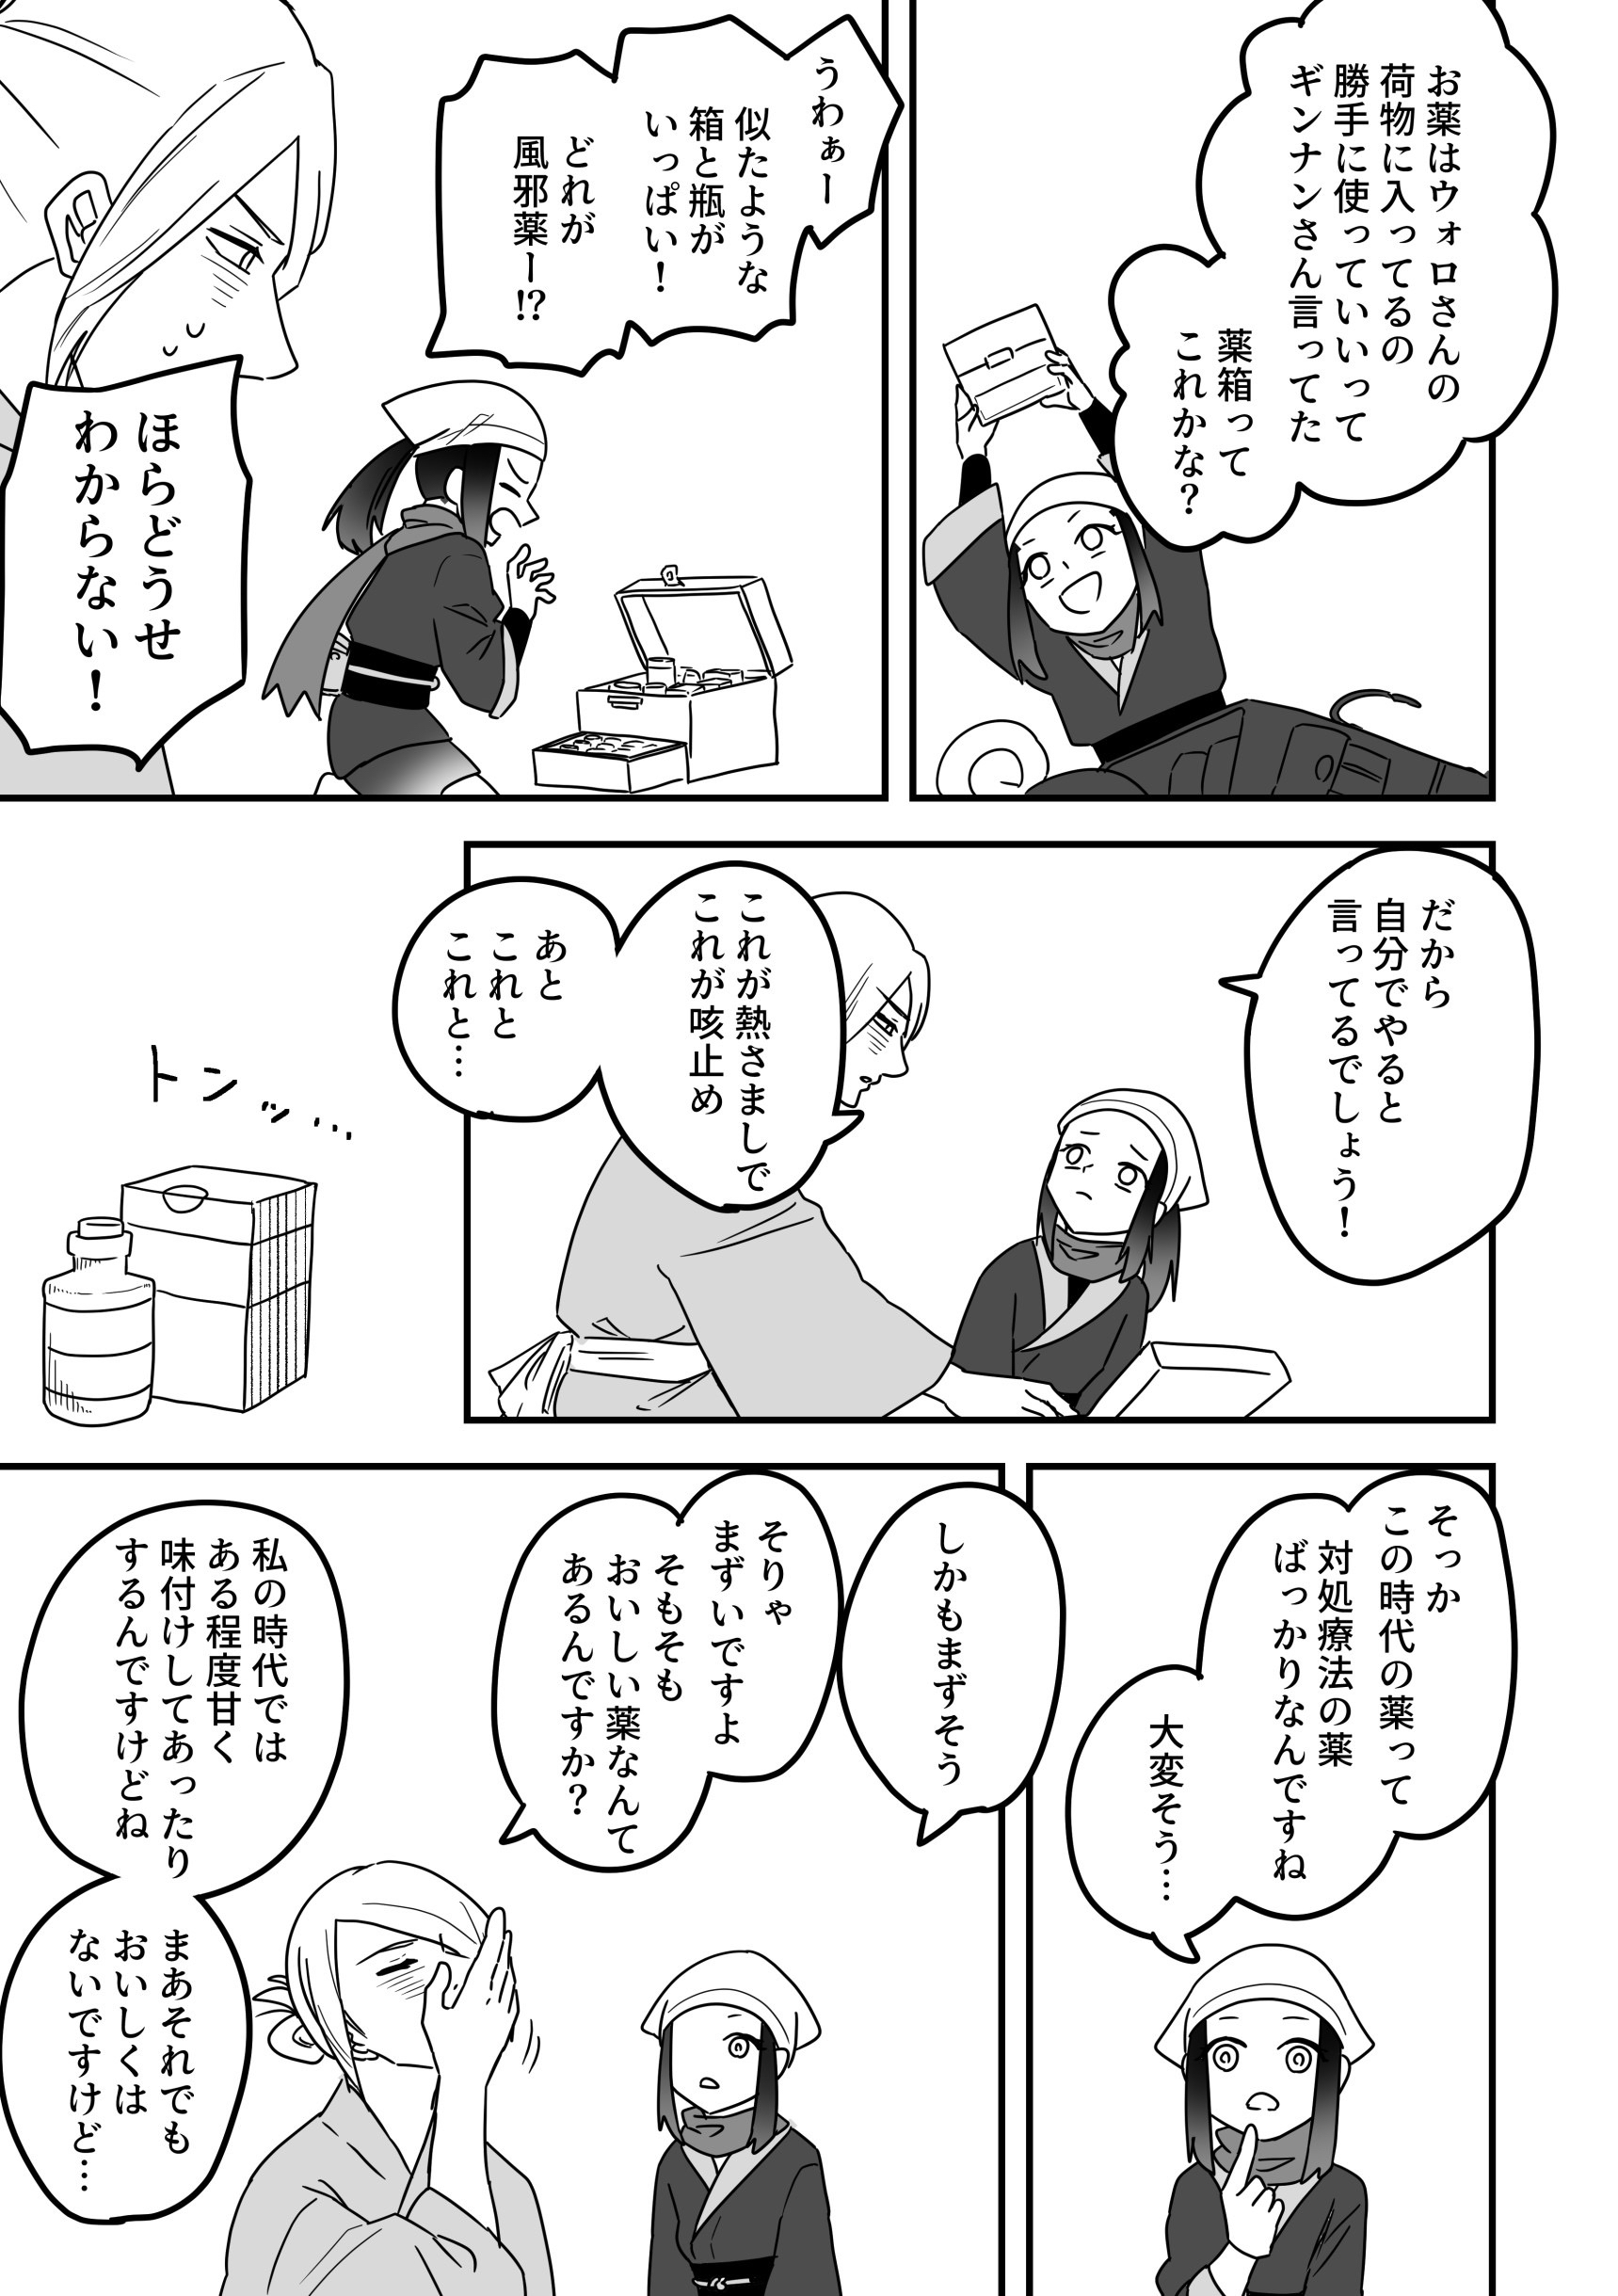 お薬はウォロさんの
荷物に入ってるの
勝手に使っていいって
ギンナンさん言ってた
薬箱って
これかな?
うわぁー
似たような
箱と瓶が
いっぱい!
どれが
風邪薬ー!?
ほらどうせ
わからない!
だから
自分でやると
言ってるでしょう!
これが熱さましで
これが咳止め
あと
これと
これと…
トンッ…
そっか
この時代の薬って
対処療法の薬
ばっかりなんですね
大変そう…
しかもまずそう
そりゃ
まずいですよ
そもそも
おいしい薬なんて
あるんですか?
私の時代では
ある程度甘く
味付けしてあったり
するんですけどね
まあそれでも
おいしくは
ないですけど…